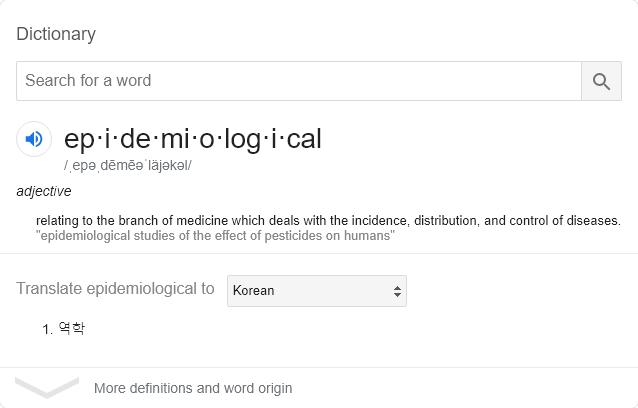 Dictionary
Search for a word
ep·i·de·mi·o·log·i·cal
/ˌepəˌdēmēəˈläjəkəl/
adjective
relating to the branch of medicine which deals with the incidence, distribution, and control of diseases.
"epidemiological studies of the effect of pesticides on humans"
Translate epidemiological to Korean
1. 역학
More definitions and word origin